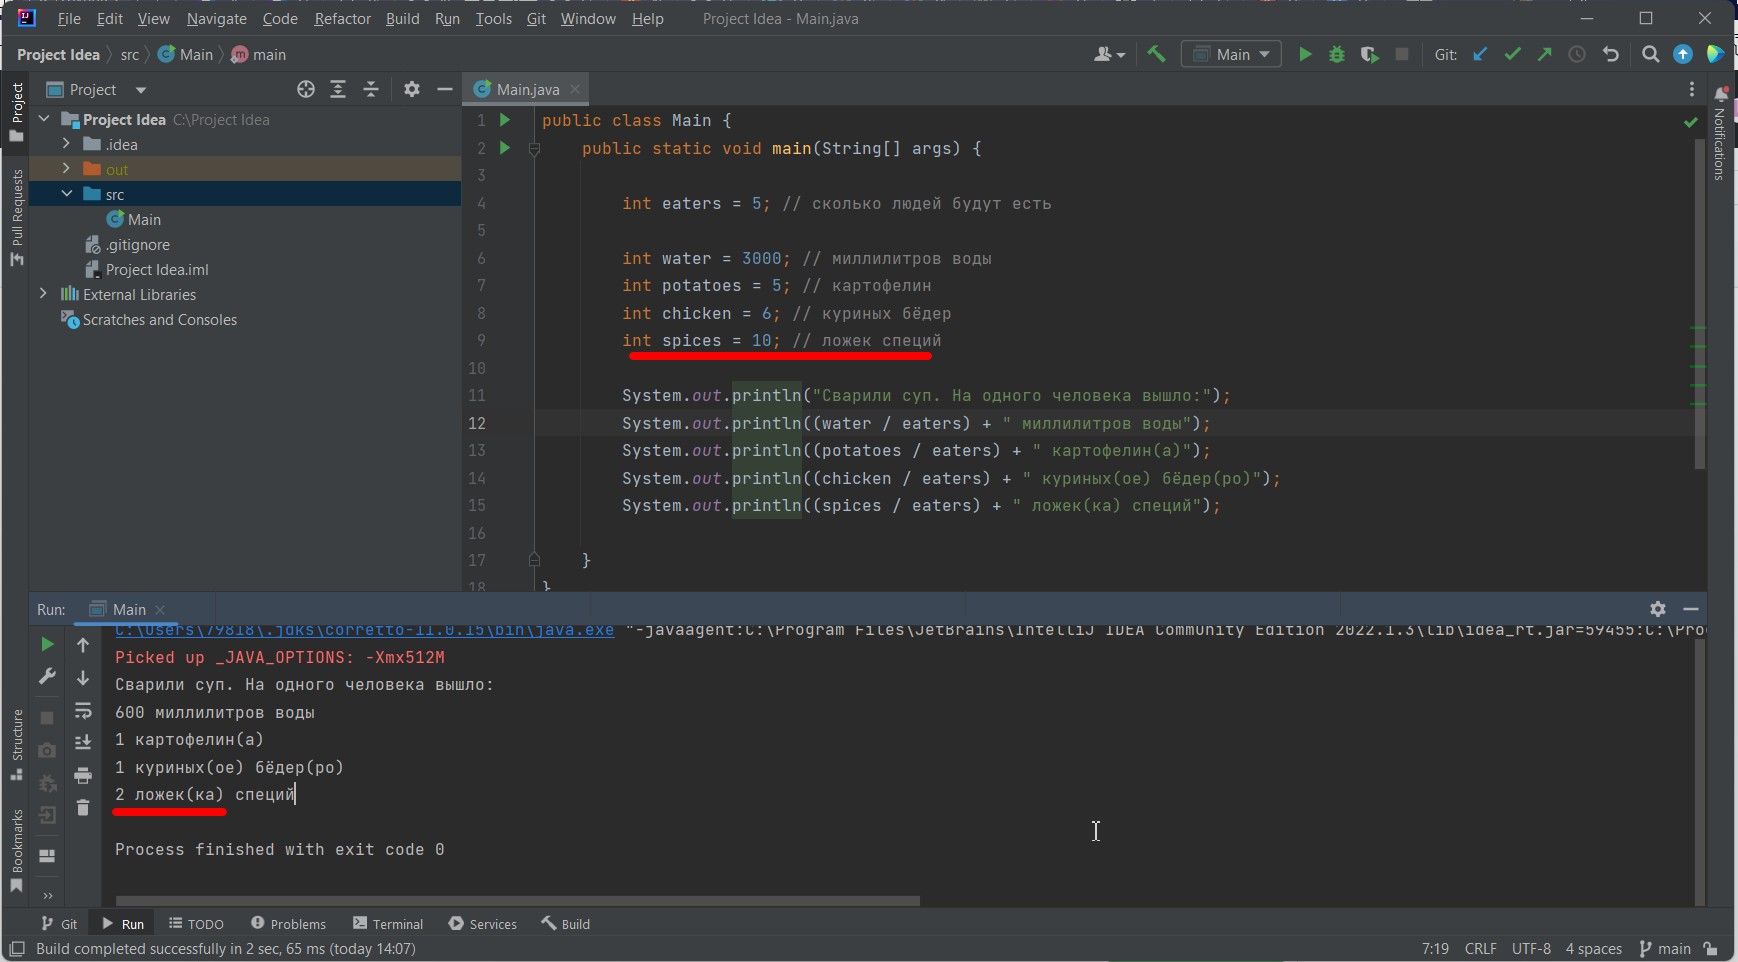 File Edit View Navigate Code Refactor Build Run Tools Git Window Help Project Idea - Main.java
Project Idea src Main main Main Git:
Project
Main.java
Project
Pull Requests
Structure
Bookmarks
Notifications
Project Idea C:\Project Idea
.idea
out
src
Main
.gitignore
Project Idea.iml
External Libraries
Scratches and Consoles
1 public class Main {
2 public static void main(String[] args) {
3
4 int eaters = 5; // сколько людей будут есть
5
6 int water = 3000; // миллилитров воды
7 int potatoes = 5; // картофелин
8 int chicken = 6; // куриных бёдер
9 int spices = 10; // ложек специй
10
11 System.out.println("Сварили суп. На одного человека вышло:");
12 System.out.println((water / eaters) + " миллилитров воды");
13 System.out.println((potatoes / eaters) + " картофелин(а)");
14 System.out.println((chicken / eaters) + " куриных(ое) бёдер(ро)");
15 System.out.println((spices / eaters) + " ложек(ка) специй");
16
17 }
18 }
Run: Main
C:\Users\79818\.jdks\corretto-11.0.15\bin\java.exe "-javaagent:C:\Program Files\JetBrains\IntelliJ IDEA Community Edition 2022.1.3\lib\idea_rt.jar=59455:C:\Pro
Picked up _JAVA_OPTIONS: -Xmx512M
Сварили суп. На одного человека вышло:
600 миллилитров воды
1 картофелин(а)
1 куриных(ое) бёдер(ро)
2 ложек(ка) специй
Process finished with exit code 0
Git Run TODO Problems Terminal Services Build
Build completed successfully in 2 sec, 65 ms (today 14:07) 7:19 CRLF UTF-8 4 spaces main